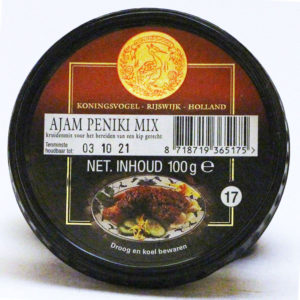 KONINGSVOGEL - RIJSWIJK - HOLLAND
AJAM PENIKI MIX
kruidenmix voor het bereiden van een kip gerecht.
Tenminste
houdbaar tot: 03 10 21
8 718719 365175 >
NET. INHOUD 100 g e
17
Droog en koel bewaren